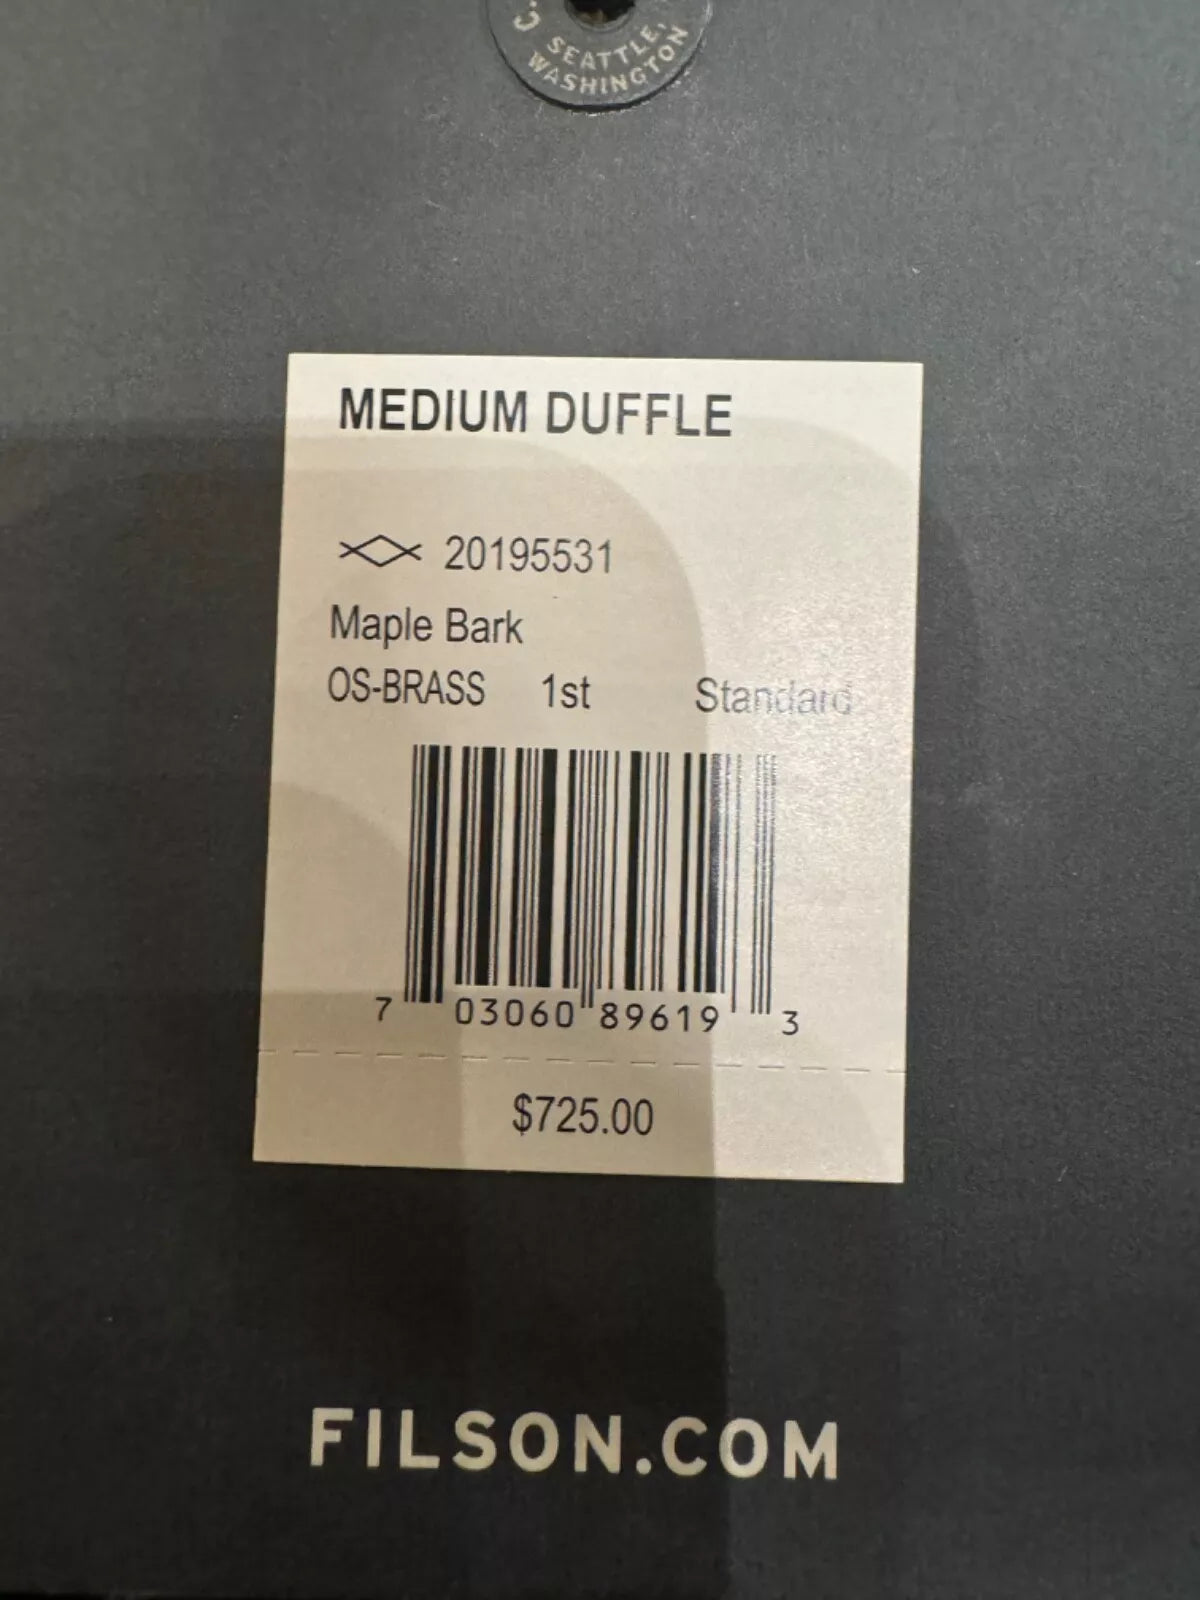 SEATTLE,
WASHINGTON
MEDIUM DUFFLE
20195531
Maple Bark
OS-BRASS 1st Standard
7 03060 89619 3
$725.00
FILSON.COM